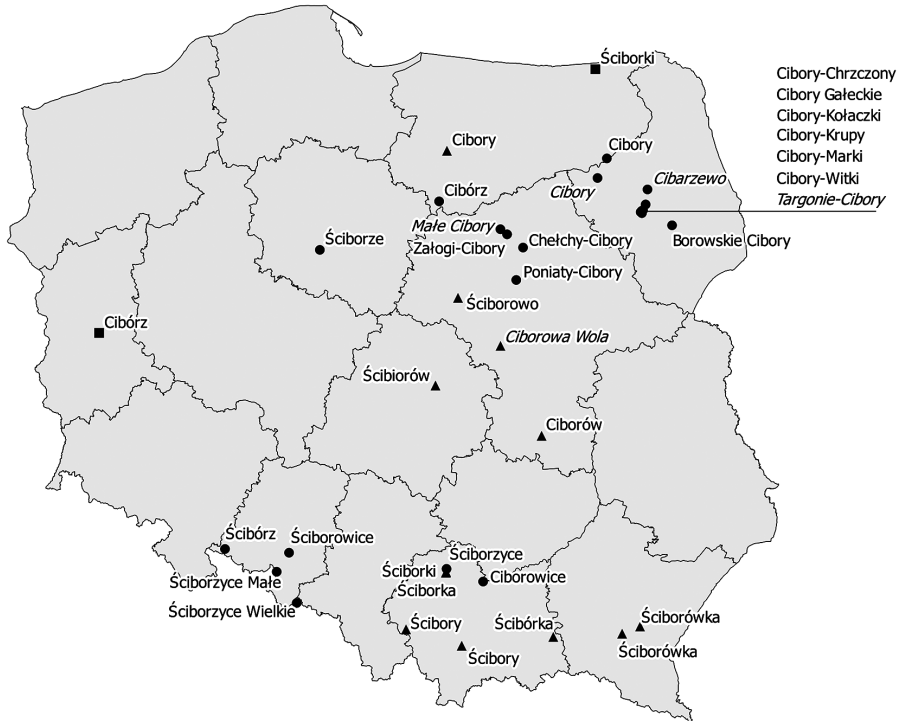 Ściborki
Cibory-Chrzczony
Cibory Gałeckie
Cibory-Kołaczki
Cibory-Krupy
Cibory-Marki
Cibory-Witki
Targonie-Cibory
Cibory
Cibory
Cibory
Cibarzewo
Cibórz
Małe Cibory
Załogi-Cibory
Chełchy-Cibory
Borowskie Cibory
Ściborze
Poniaty-Cibory
Ściborowo
Cibórz
Ciborowa Wola
Ścibiorów
Ciborów
Ścibórz
Ściborowice
Ściborzyce Małe
Ściborzyce Wielkie
Ściborzyce
Ściborki
Ciborowice
Ściborka
Ścibory
Ścibórka
Ściborówka
Ścibory
Ściborówka